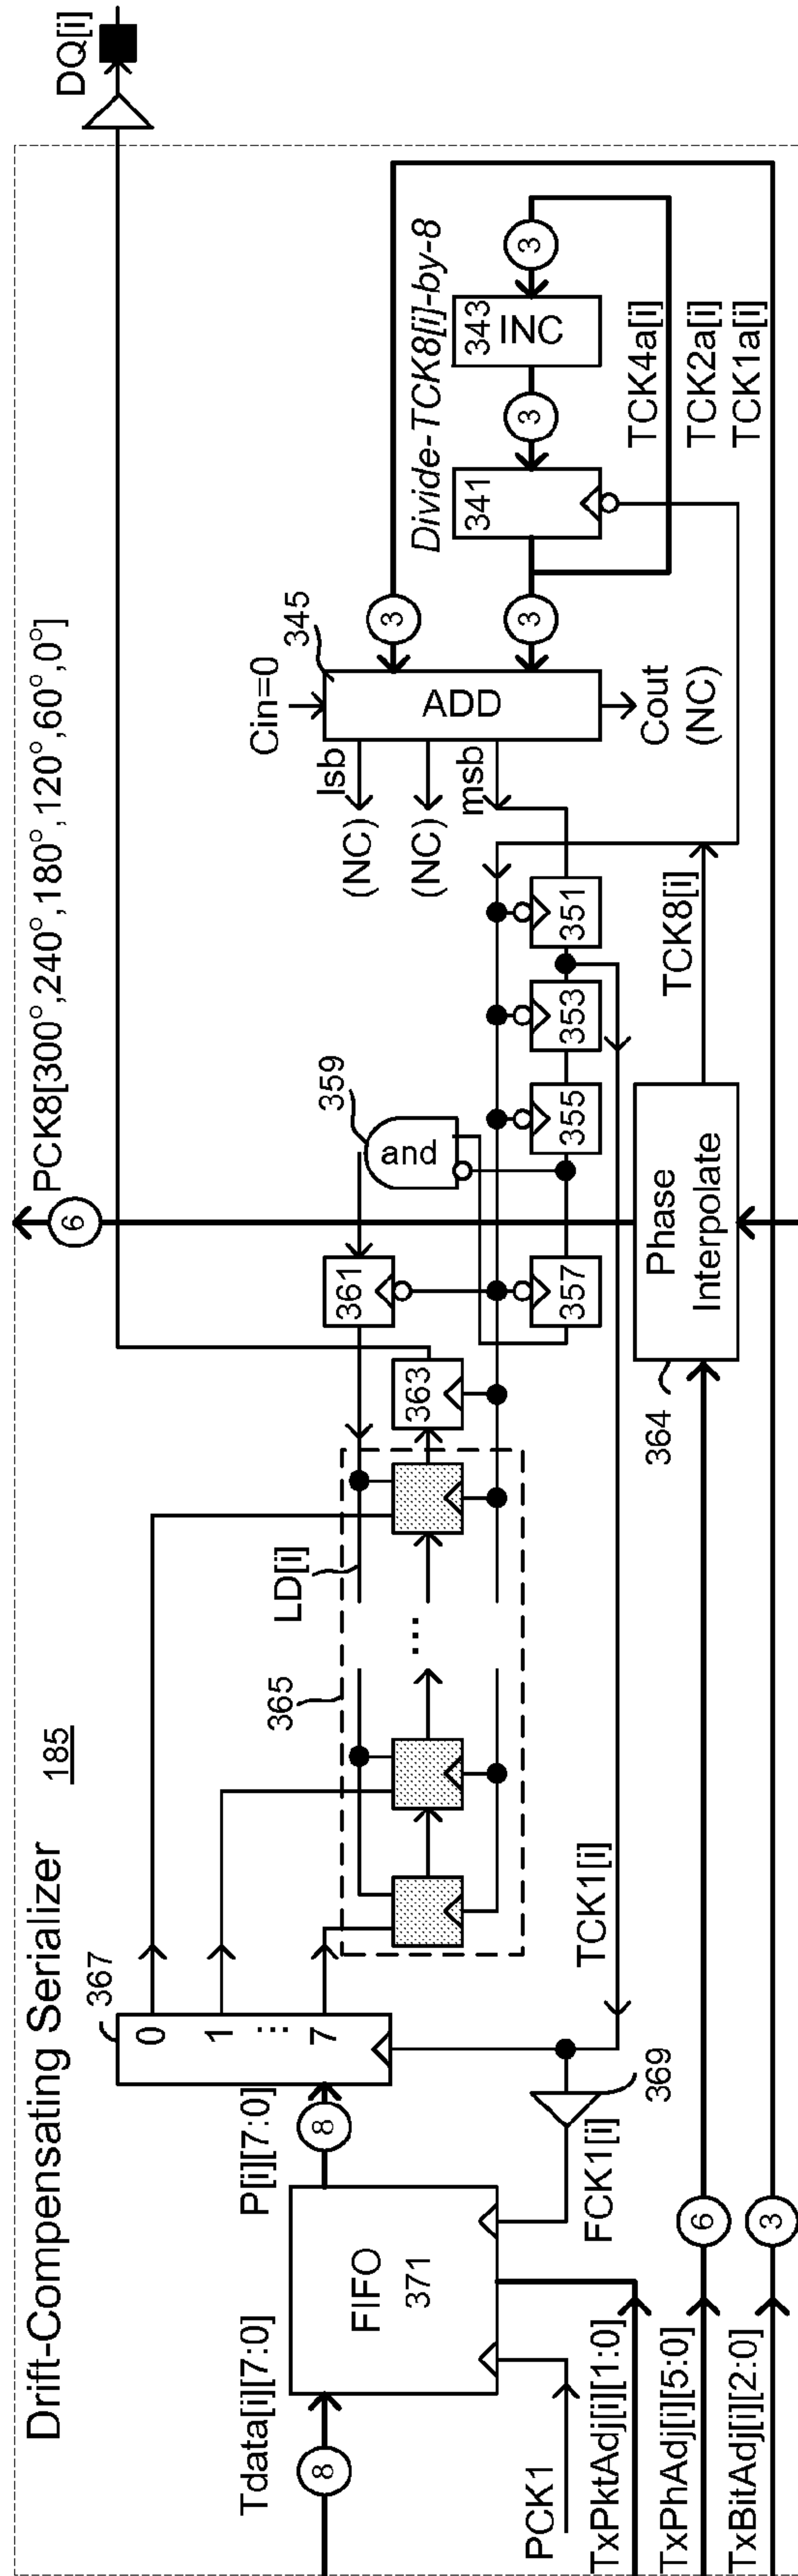 Drift-Compensating Serializer 185
PCK8[300°,240°,180°,120°,60°,0°]
6
DQ[i]
Tdata[i][7:0]
8
FIFO
371
P[i][7:0]
8
367
0
1
⋮
7
365
LD[i]
...
363
361
359
and
357
355
353
351
lsb
(NC)
(NC)
msb
Cin=0
345
ADD
Cout
(NC)
3
3
Divide-TCK8[i]-by-8
341
3
343
INC
3
TCK4a[i]
TCK2a[i]
TCK1a[i]
TCK8[i]
Phase
Interpolate
364
TCK1[i]
369
FCK1[i]
PCK1
TxPktAdj[i][1:0]
TxPhAdj[i][5:0]
6
TxBitAdj[i][2:0]
3